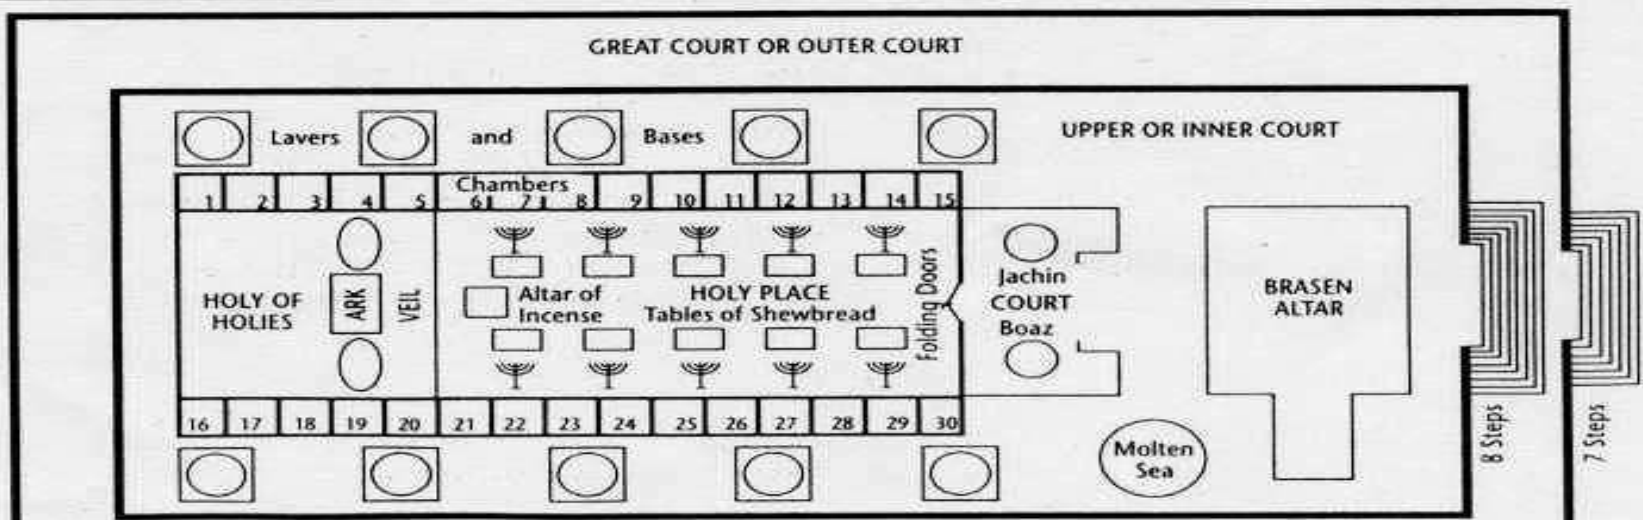 GREAT COURT OR OUTER COURT
Lavers and Bases
UPPER OR INNER COURT
Chambers
1 2 3 4 5 6 7 8 9 10 11 12 13 14 15
HOLY OF
HOLIES
ARK
VEIL
Altar of
Incense
HOLY PLACE
Tables of Shewbread
Folding Doors
Jachin
COURT
Boaz
BRASEN
ALTAR
16 17 18 19 20 21 22 23 24 25 26 27 28 29 30
Molten
Sea
8 Steps
7 Steps